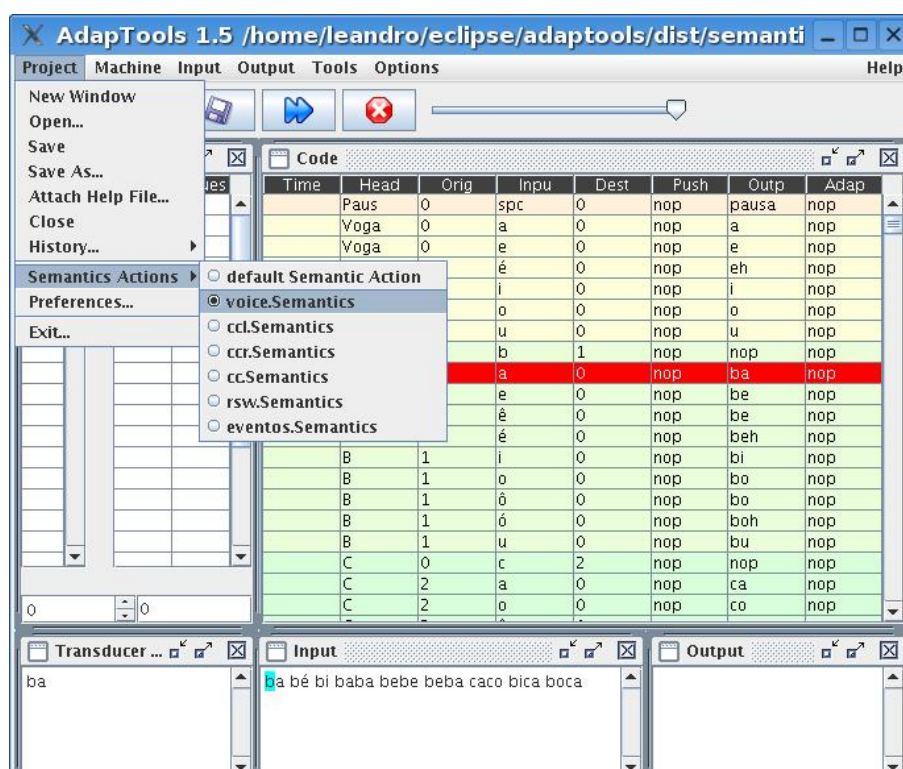 AdapTools 1.5 /home/leandro/eclipse/adaptools/dist/semanti
Project Machine Input Output Tools Options Help
New Window
Open...
Save
Save As...
Attach Help File...
Close
History...
Semantics Actions
Preferences...
Exit...
default Semantic Action
voice.Semantics
ccl.Semantics
ccr.Semantics
cc.Semantics
rsw.Semantics
eventos.Semantics
Code
Time Head Orig Inpu Dest Push Outp Adap
Paus 0 spc 0 nop pausa nop
Voga 0 a 0 nop a nop
Voga 0 e 0 nop e nop
é 0 nop eh nop
i 0 nop i nop
o 0 nop o nop
u 0 nop u nop
b 1 nop nop nop
a 0 nop ba nop
e 0 nop be nop
ê 0 nop be nop
é 0 nop beh nop
B 1 i 0 nop bi nop
B 1 o 0 nop bo nop
B 1 ô 0 nop bo nop
B 1 ó 0 nop boh nop
B 1 u 0 nop bu nop
C 0 c 2 nop nop nop
C 2 a 0 nop ca nop
C 2 o 0 nop co nop
0 0
Transducer ...
ba
Input
ba bé bi baba bebe beba caco bica boca
Output